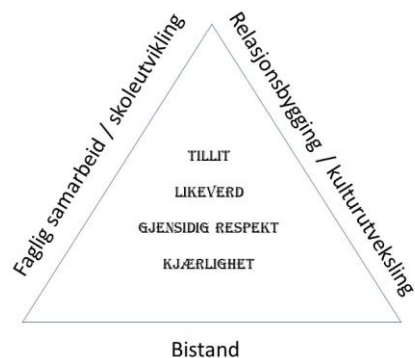 Faglig samarbeid / skoleutvikling
Relasjonsbygging / kulturutveksling
TILLIT
LIKEVERD
GJENSIDIG RESPEKT
KJÆRLIGHET
Bistand